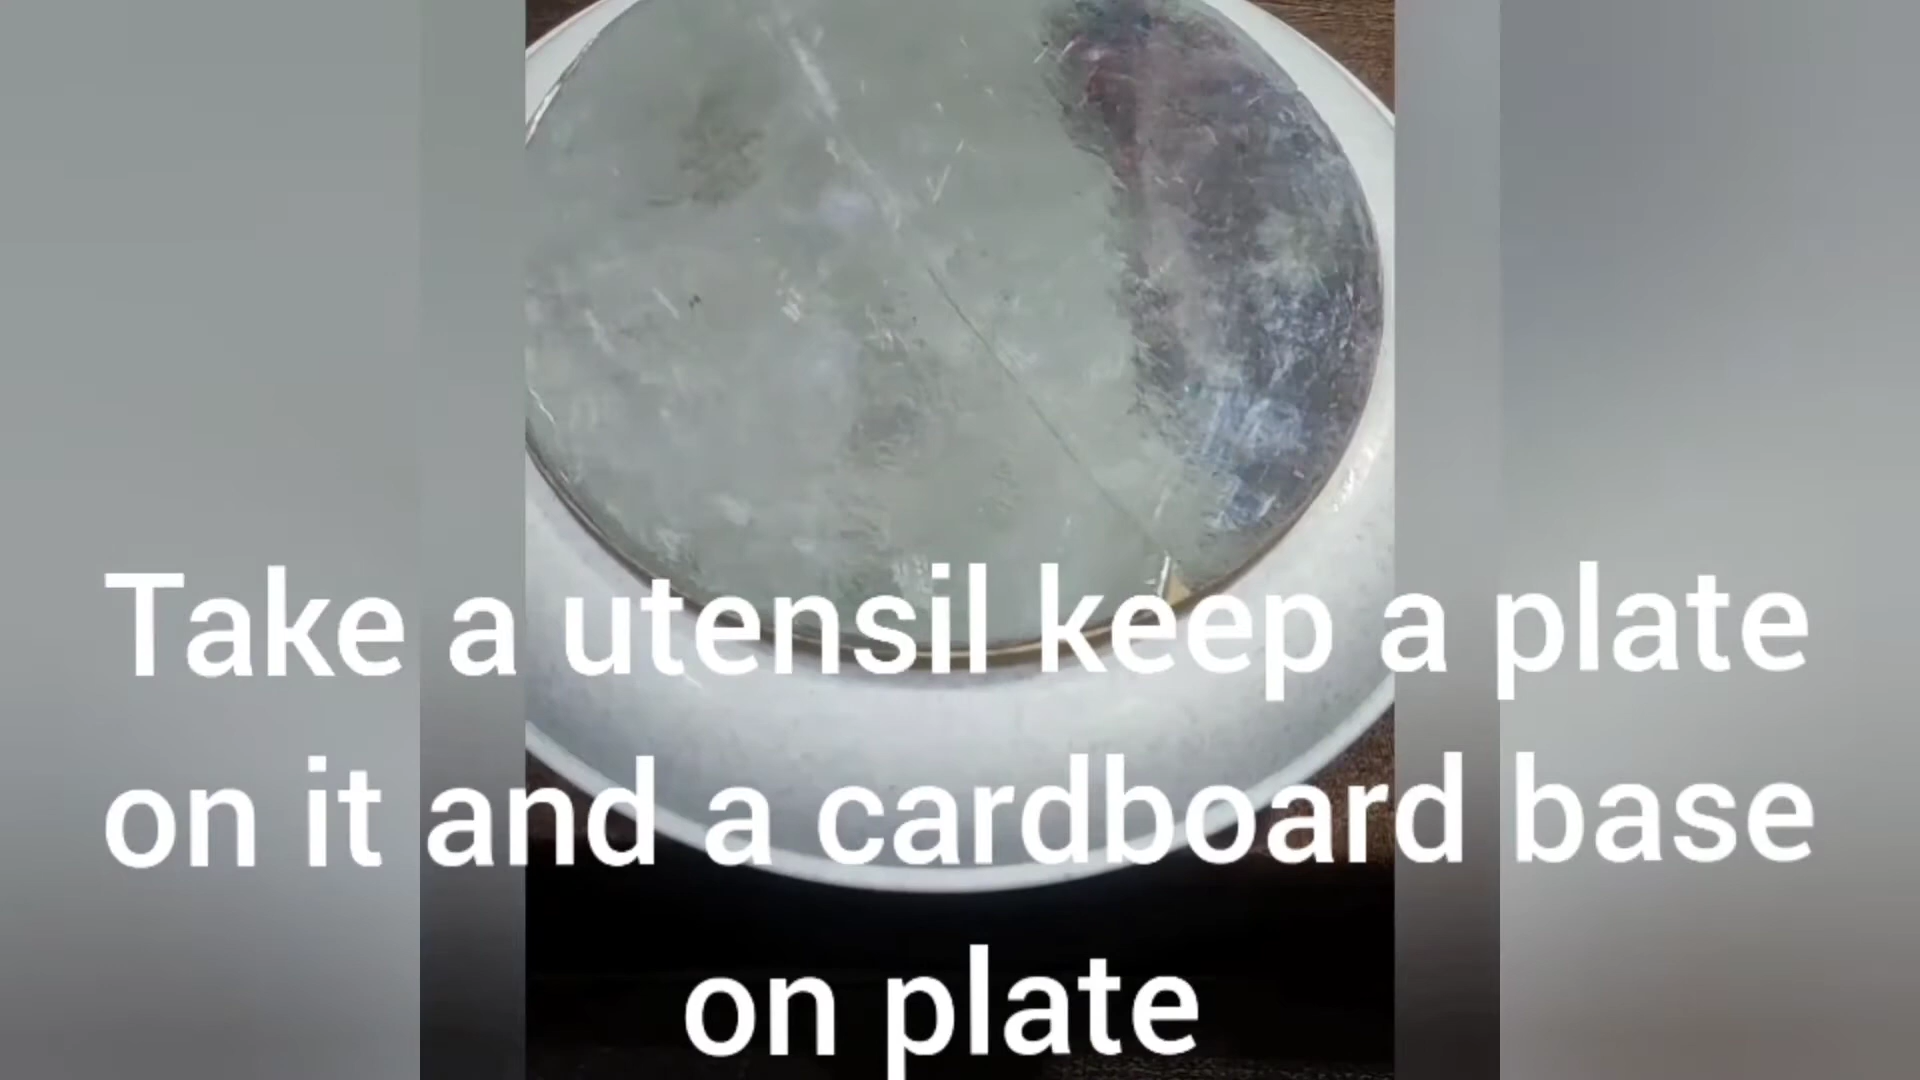 Take a utensil keep a plate
on it and a cardboard base
on plate